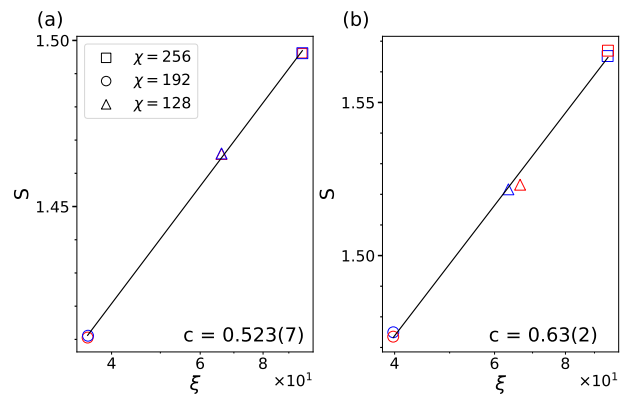 (a)
(b)
1.50
1.45
S
χ = 256
χ = 192
χ = 128
c = 0.523(7)
4
6
8
×10¹
ξ
1.55
1.50
S
c = 0.63(2)
4
6
8
×10¹
ξ